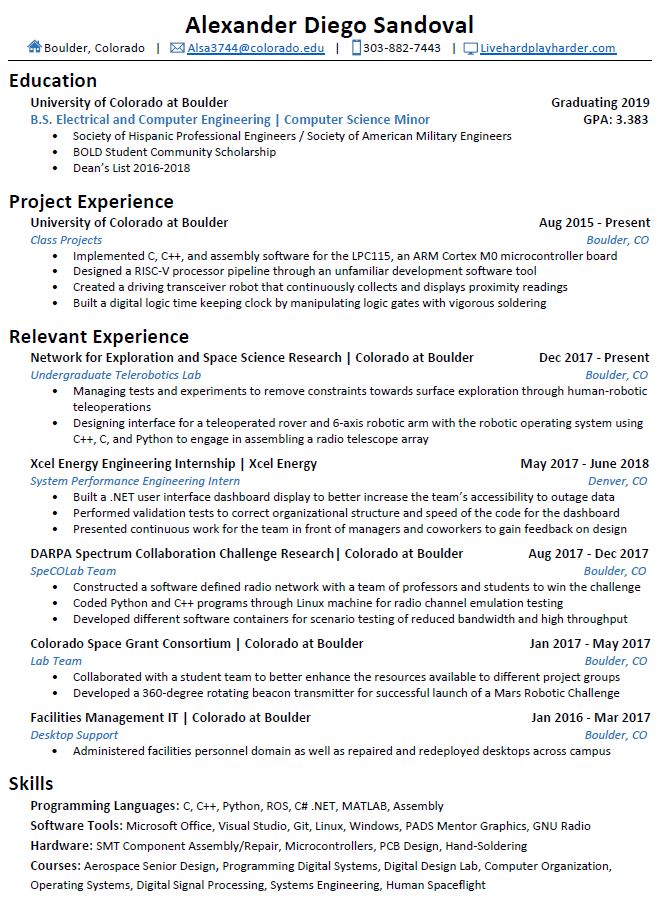 Alexander Diego Sandoval
Boulder, Colorado | Alsa3744@colorado.edu | 303-882-7443 | Livehardplayharder.com
Education
University of Colorado at Boulder Graduating 2019
B.S. Electrical and Computer Engineering | Computer Science Minor GPA: 3.383
• Society of Hispanic Professional Engineers / Society of American Military Engineers
• BOLD Student Community Scholarship
• Dean's List 2016-2018
Project Experience
University of Colorado at Boulder Aug 2015 - Present
Class Projects Boulder, CO
• Implemented C, C++, and assembly software for the LPC115, an ARM Cortex M0 microcontroller board
• Designed a RISC-V processor pipeline through an unfamiliar development software tool
• Created a driving transceiver robot that continuously collects and displays proximity readings
• Built a digital logic time keeping clock by manipulating logic gates with vigorous soldering
Relevant Experience
Network for Exploration and Space Science Research | Colorado at Boulder Dec 2017 - Present
Undergraduate Telerobotics Lab Boulder, CO
• Managing tests and experiments to remove constraints towards surface exploration through human-robotic
teleoperations
• Designing interface for a teleoperated rover and 6-axis robotic arm with the robotic operating system using
C++, C, and Python to engage in assembling a radio telescope array
Xcel Energy Engineering Internship | Xcel Energy May 2017 - June 2018
System Performance Engineering Intern Denver, CO
• Built a .NET user interface dashboard display to better increase the team's accessibility to outage data
• Performed validation tests to correct organizational structure and speed of the code for the dashboard
• Presented continuous work for the team in front of managers and coworkers to gain feedback on design
DARPA Spectrum Collaboration Challenge Research| Colorado at Boulder Aug 2017 - Dec 2017
SpeCOLab Team Boulder, CO
• Constructed a software defined radio network with a team of professors and students to win the challenge
• Coded Python and C++ programs through Linux machine for radio channel emulation testing
• Developed different software containers for scenario testing of reduced bandwidth and high throughput
Colorado Space Grant Consortium | Colorado at Boulder Jan 2017 - May 2017
Lab Team Boulder, CO
• Collaborated with a student team to better enhance the resources available to different project groups
• Developed a 360-degree rotating beacon transmitter for successful launch of a Mars Robotic Challenge
Facilities Management IT | Colorado at Boulder Jan 2016 - Mar 2017
Desktop Support Boulder, CO
• Administered facilities personnel domain as well as repaired and redeployed desktops across campus
Skills
Programming Languages: C, C++, Python, ROS, C# .NET, MATLAB, Assembly
Software Tools: Microsoft Office, Visual Studio, Git, Linux, Windows, PADS Mentor Graphics, GNU Radio
Hardware: SMT Component Assembly/Repair, Microcontrollers, PCB Design, Hand-Soldering
Courses: Aerospace Senior Design, Programming Digital Systems, Digital Design Lab, Computer Organization,
Operating Systems, Digital Signal Processing, Systems Engineering, Human Spaceflight